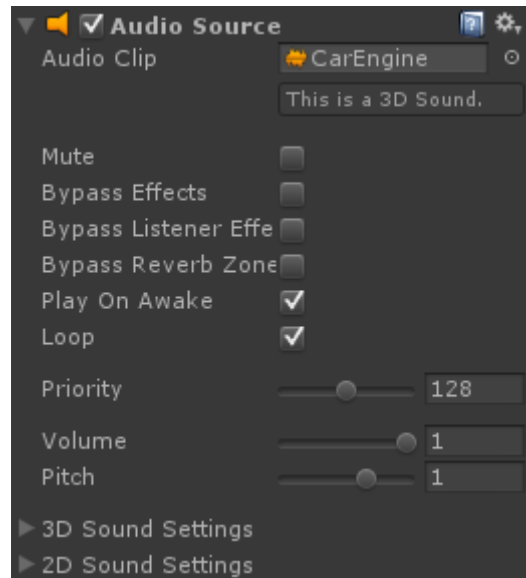 Audio Source
Audio Clip CarEngine
This is a 3D Sound.
Mute
Bypass Effects
Bypass Listener Effe
Bypass Reverb Zone
Play On Awake
Loop
Priority 128
Volume 1
Pitch 1
3D Sound Settings
2D Sound Settings